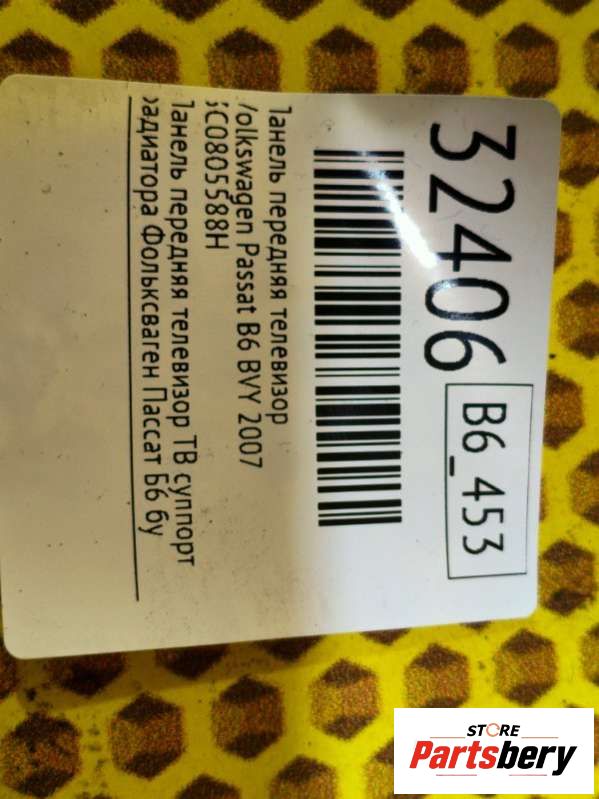 32406
B6_453
Панель передняя телевизор
Volkswagen Passat B6 BVY 2007
3C0805588H
Панель передняя телевизор ТВ суппорт
радиатора Фольксваген Пассат Б6 бу
STORE
Partsbery